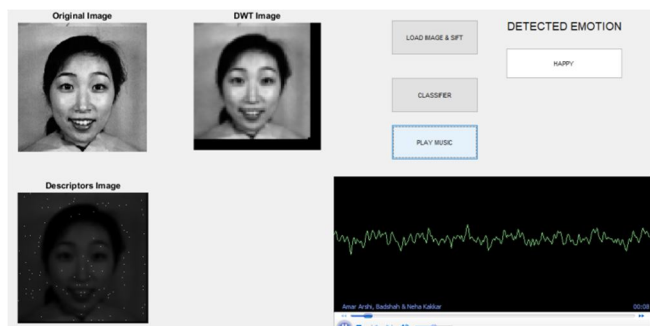 Original Image
DWT Image
LOAD IMAGE & SIFT
DETECTED EMOTION
HAPPY
CLASSIFIER
PLAY MUSIC
Descriptors Image
Amar Arshi, Badshah & Neha Kakkar
00:08